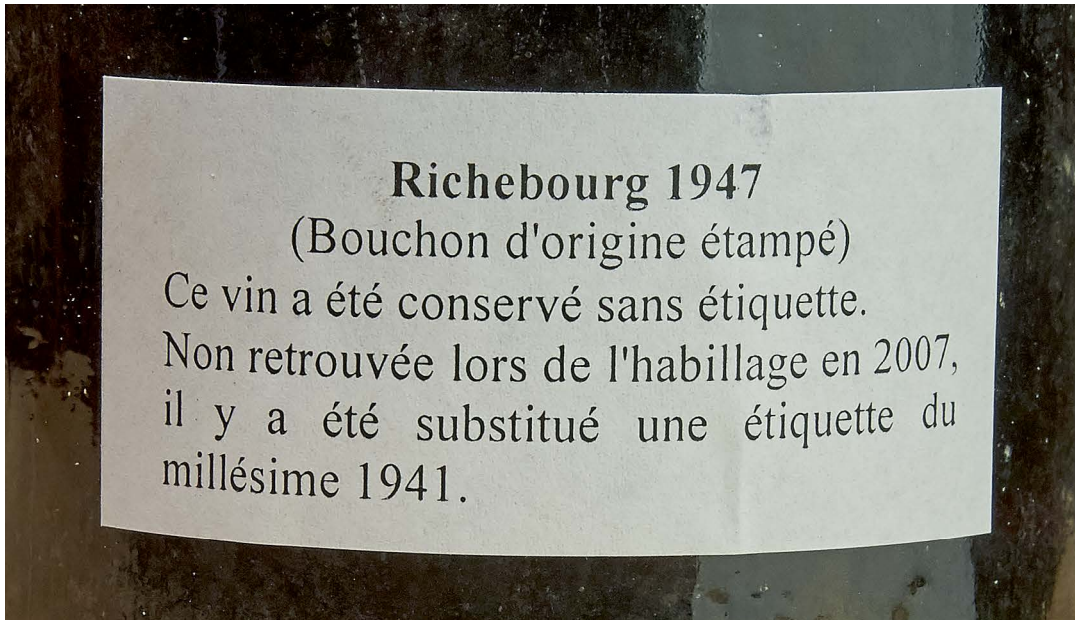 Richebourg 1947
(Bouchon d'origine étampé)
Ce vin a été conservé sans étiquette.
Non retrouvée lors de l'habillage en 2007,
il y a été substitué une étiquette du
millésime 1941.